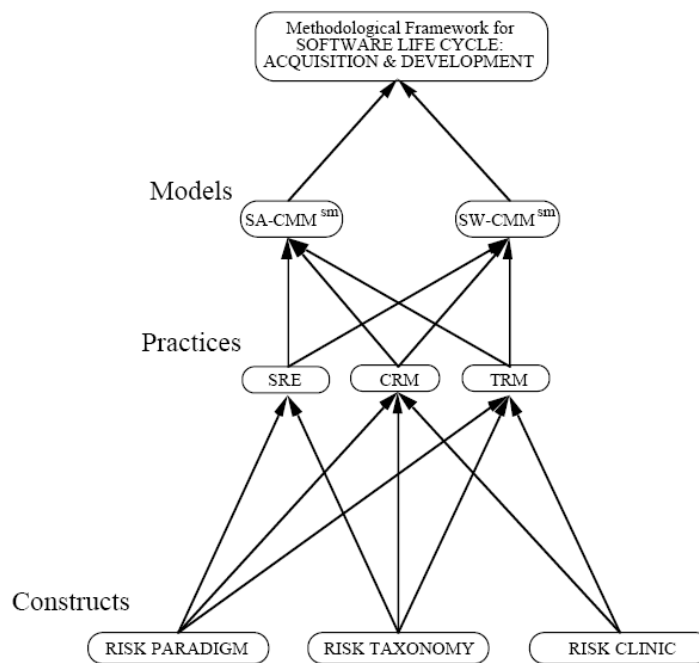 Methodological Framework for
SOFTWARE LIFE CYCLE:
ACQUISITION & DEVELOPMENT
Models
SA-CMM sm
SW-CMM sm
Practices
SRE
CRM
TRM
Constructs
RISK PARADIGM
RISK TAXONOMY
RISK CLINIC